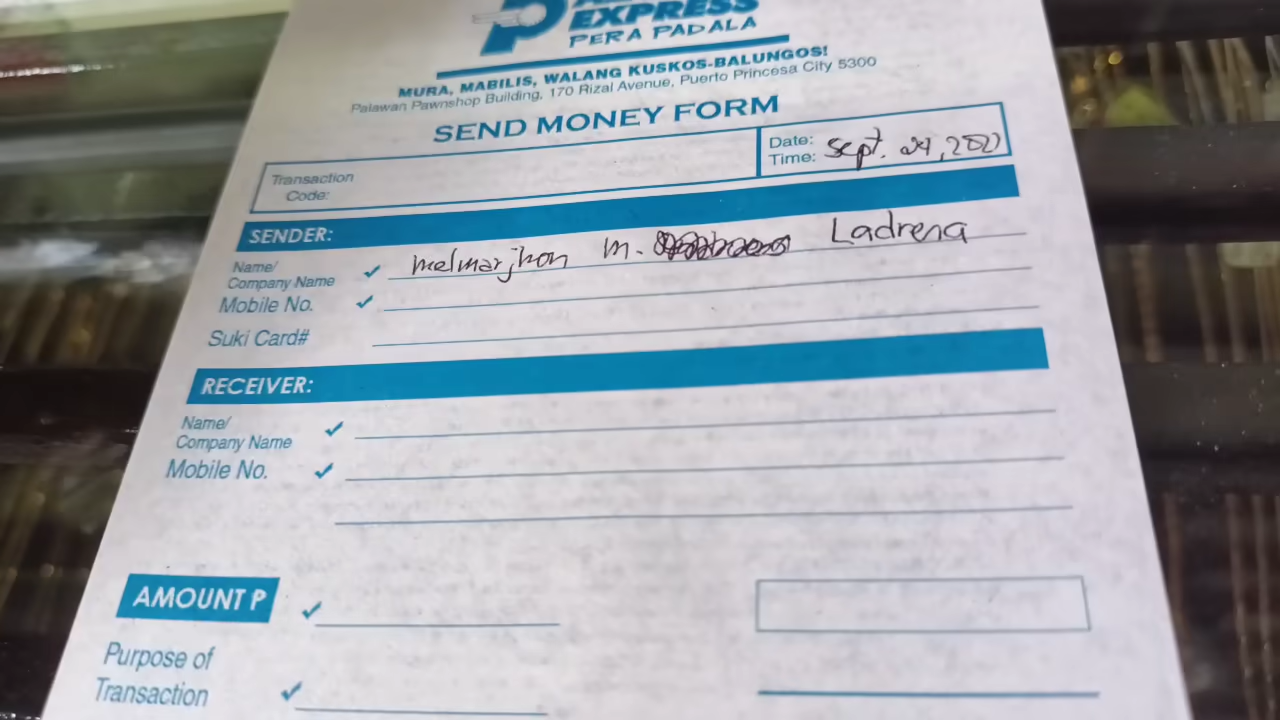 EXPRESS
PERA PADALA
MURA, MABILIS, WALANG KUSKOS-BALUNGOS!
Palawan Pawnshop Building, 170 Rizal Avenue, Puerto Princesa City 5300
SEND MONEY FORM
Transaction Code:
Date:
Time: Sept. 24, 
SENDER:
Name/
Company Name ✓ melmarjhon m. Ladrena
Mobile No. ✓
Suki Card#
RECEIVER:
Name/
Company Name ✓
Mobile No. ✓
AMOUNT ₱ ✓
Purpose of
Transaction ✓